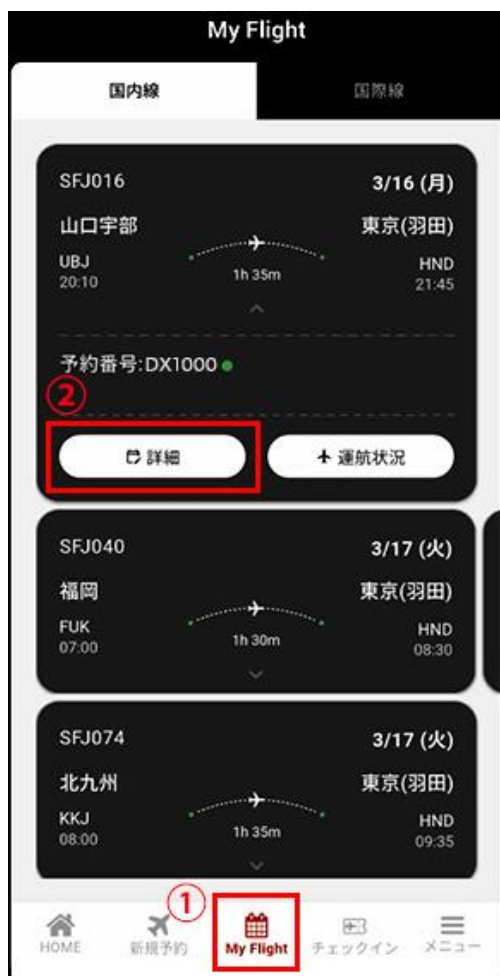 My Flight
国内線 国際線
SFJ016 3/16 (月)
山口宇部 東京(羽田)
UBJ HND
20:10 1h 35m 21:45
予約番号:DX1000
②
詳細 運航状況
SFJ040 3/17 (火)
福岡 東京(羽田)
FUK HND
07:00 1h 30m 08:30
SFJ074 3/17 (火)
北九州 東京(羽田)
KKJ HND
08:00 1h 35m 09:35
①
HOME 新規予約 My Flight チェックイン メニュー